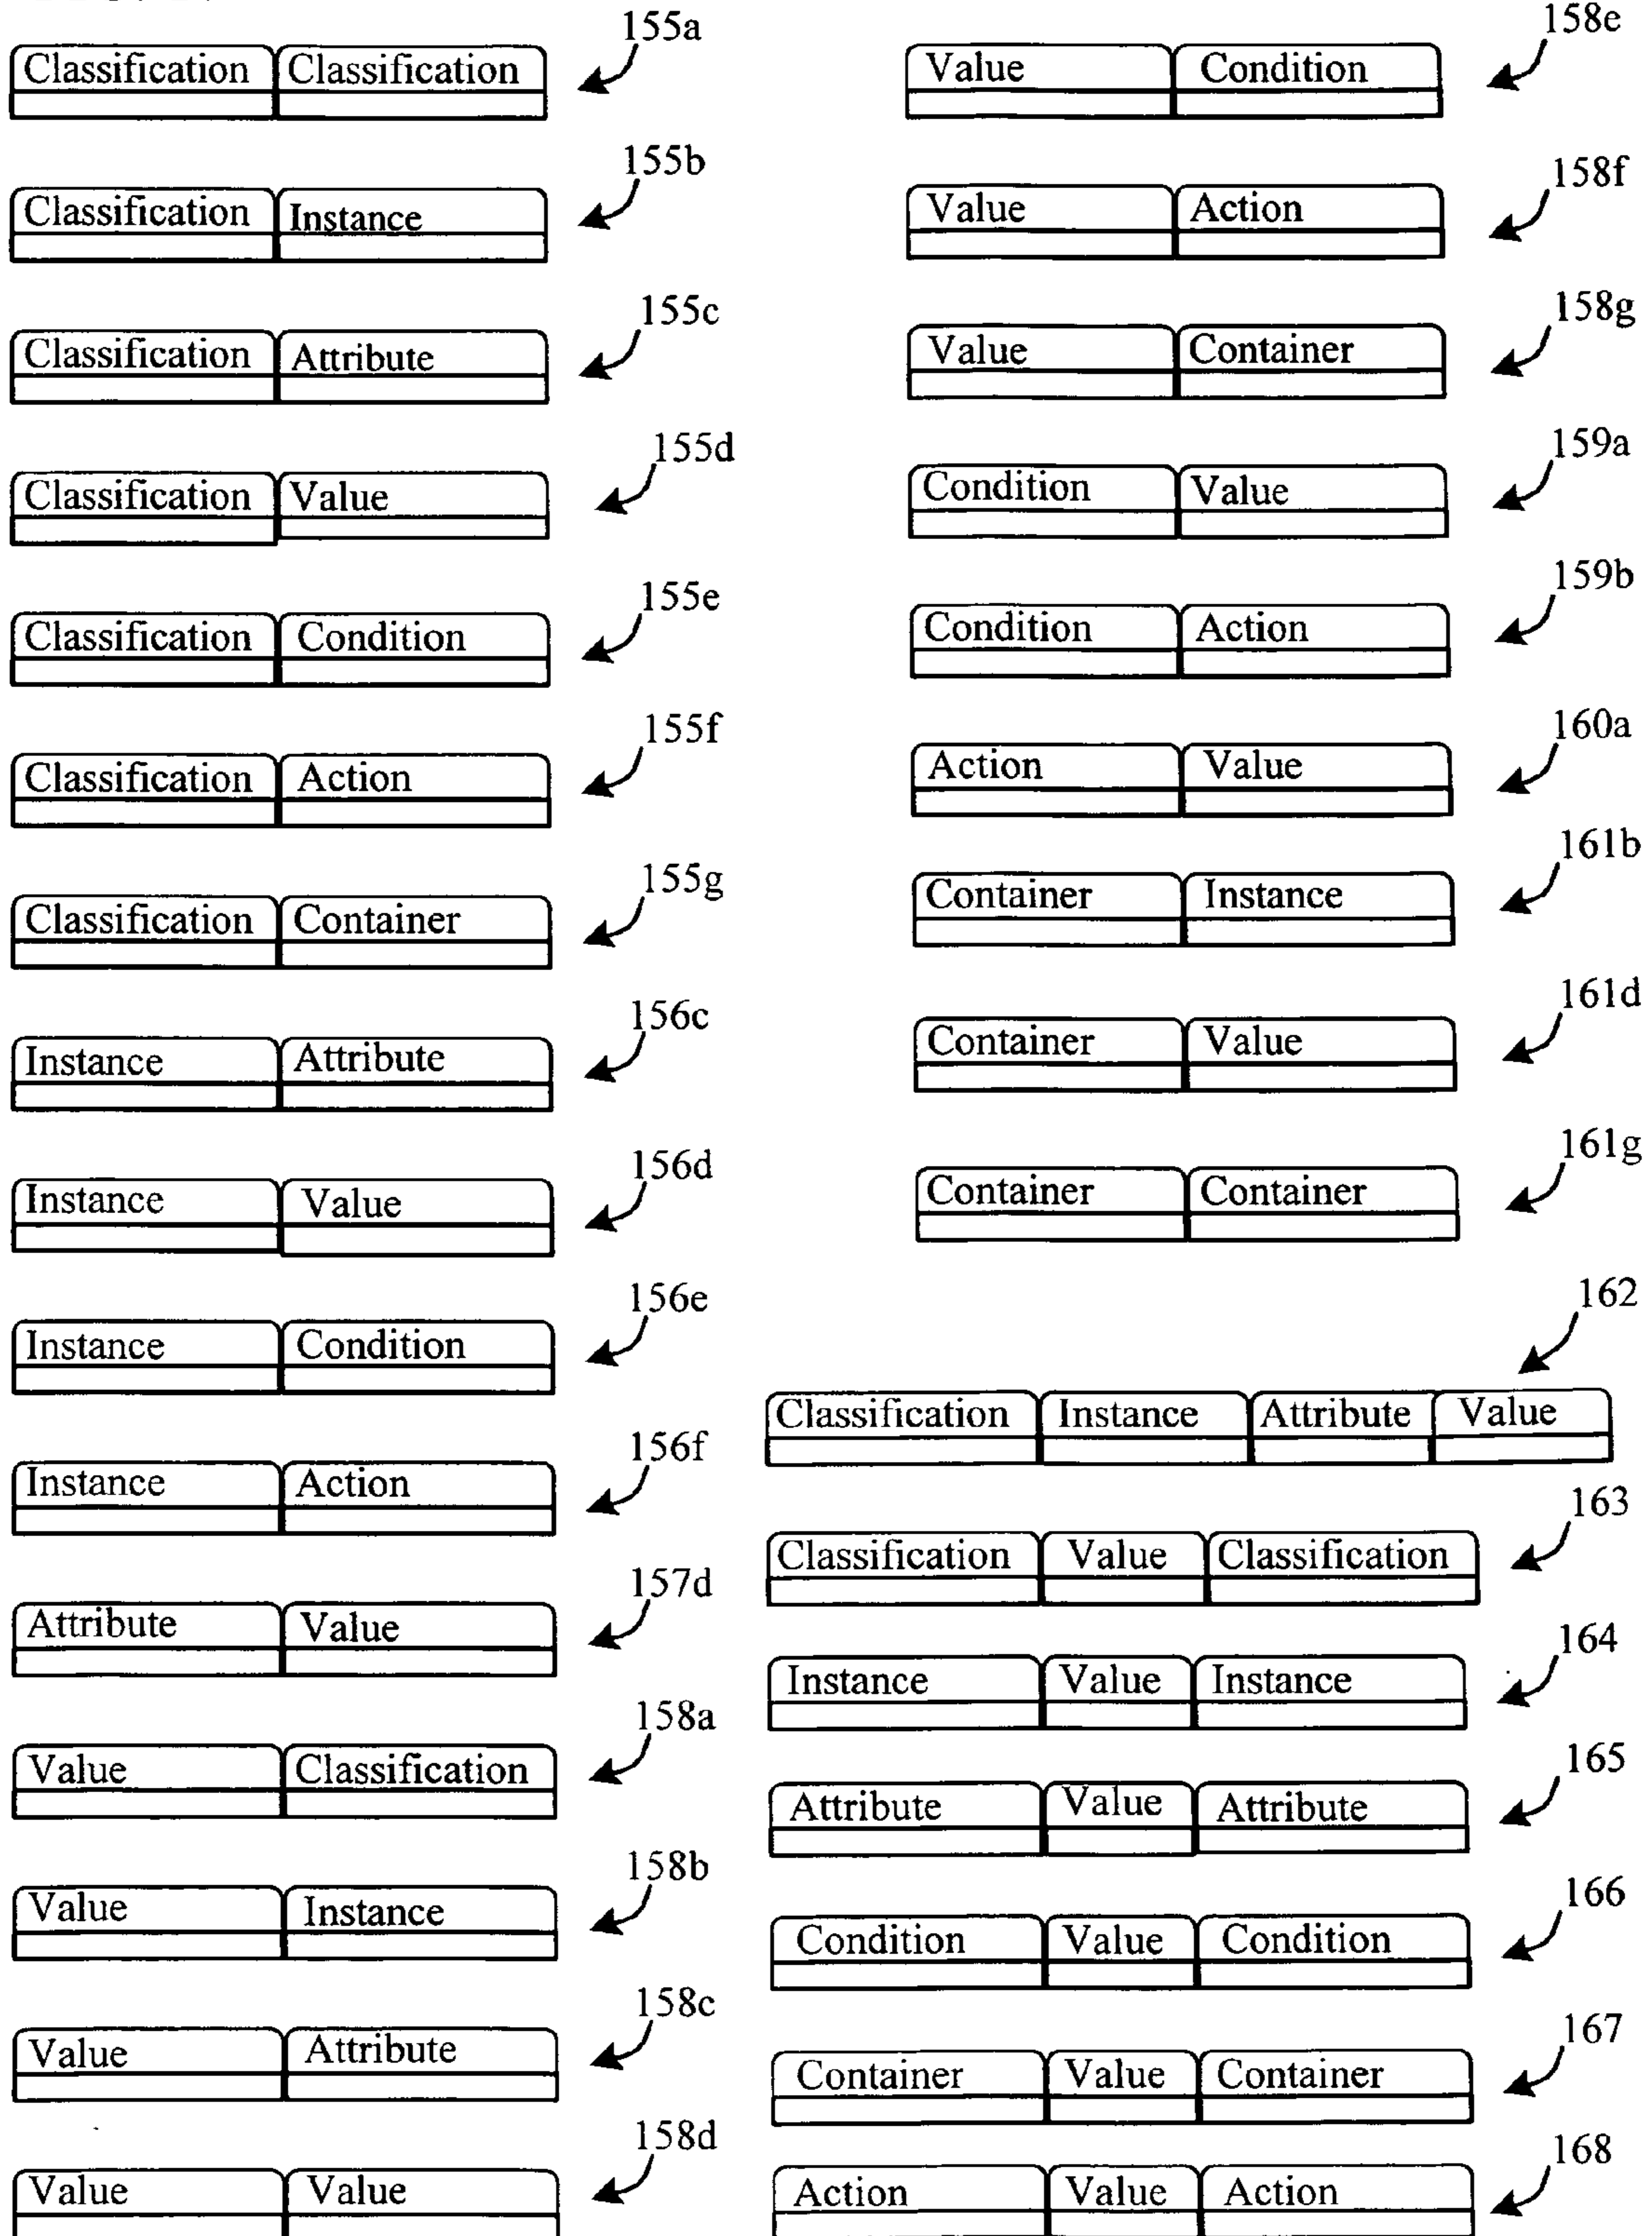 155a
Classification Classification
155b
Classification Instance
155c
Classification Attribute
155d
Classification Value
155e
Classification Condition
155f
Classification Action
155g
Classification Container
156c
Instance Attribute
156d
Instance Value
156e
Instance Condition
156f
Instance Action
157d
Attribute Value
158a
Value Classification
158b
Value Instance
158c
Value Attribute
158d
Value Value
158e
Value Condition
158f
Value Action
158g
Value Container
159a
Condition Value
159b
Condition Action
160a
Action Value
161b
Container Instance
161d
Container Value
161g
Container Container
162
Classification Instance Attribute Value
163
Classification Value Classification
164
Instance Value Instance
165
Attribute Value Attribute
166
Condition Value Condition
167
Container Value Container
168
Action Value Action